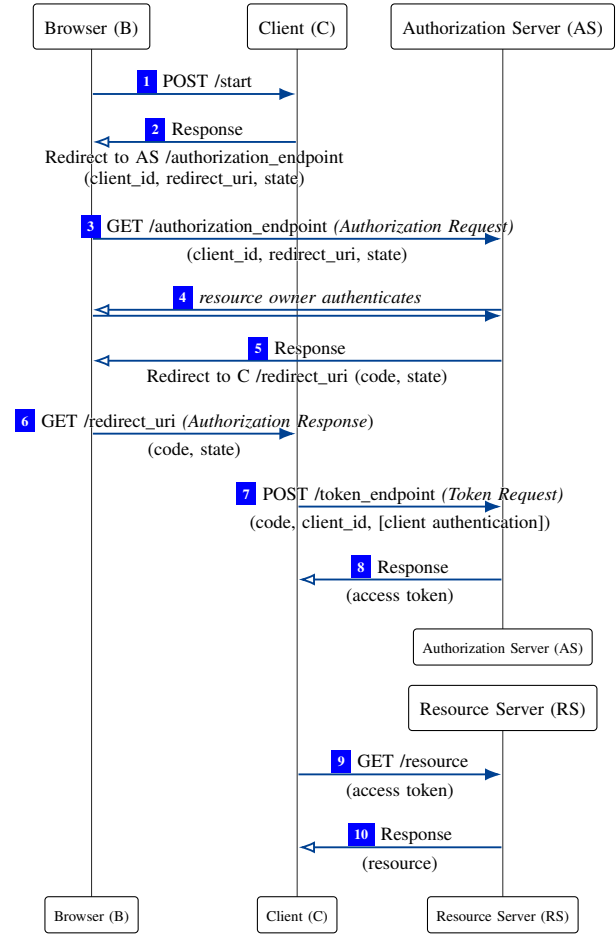 Browser (B) Client (C) Authorization Server (AS)
1 POST /start
2 Response
Redirect to AS /authorization_endpoint
(client_id, redirect_uri, state)
3 GET /authorization_endpoint (Authorization Request)
(client_id, redirect_uri, state)
4 resource owner authenticates
5 Response
Redirect to C /redirect_uri (code, state)
6 GET /redirect_uri (Authorization Response)
(code, state)
7 POST /token_endpoint (Token Request)
(code, client_id, [client authentication])
8 Response
(access token)
Authorization Server (AS)
Resource Server (RS)
9 GET /resource
(access token)
10 Response
(resource)
Browser (B) Client (C) Resource Server (RS)